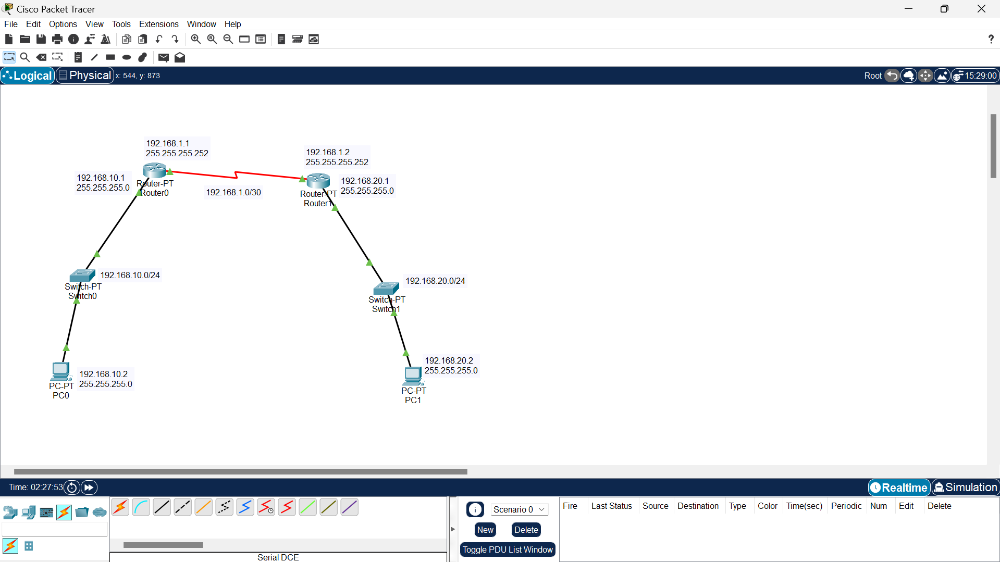 Cisco Packet Tracer
File Edit Options View Tools Extensions Window Help
?
Logical Physical x: 544, y: 873 Root 15:29:00
192.168.1.1
255.255.255.252
192.168.1.2
255.255.255.252
192.168.10.1
255.255.255.0
Router-PT
Router0
192.168.1.0/30
192.168.20.1
255.255.255.0
Router-PT
Router1
192.168.10.0/24
Switch-PT
Switch0
192.168.20.0/24
Switch-PT
Switch1
192.168.10.2
255.255.255.0
PC-PT
PC0
192.168.20.2
255.255.255.0
PC-PT
PC1
Time: 02:27:53 Realtime Simulation
Scenario 0
New Delete
Toggle PDU List Window
Fire Last Status Source Destination Type Color Time(sec) Periodic Num Edit Delete
Serial DCE